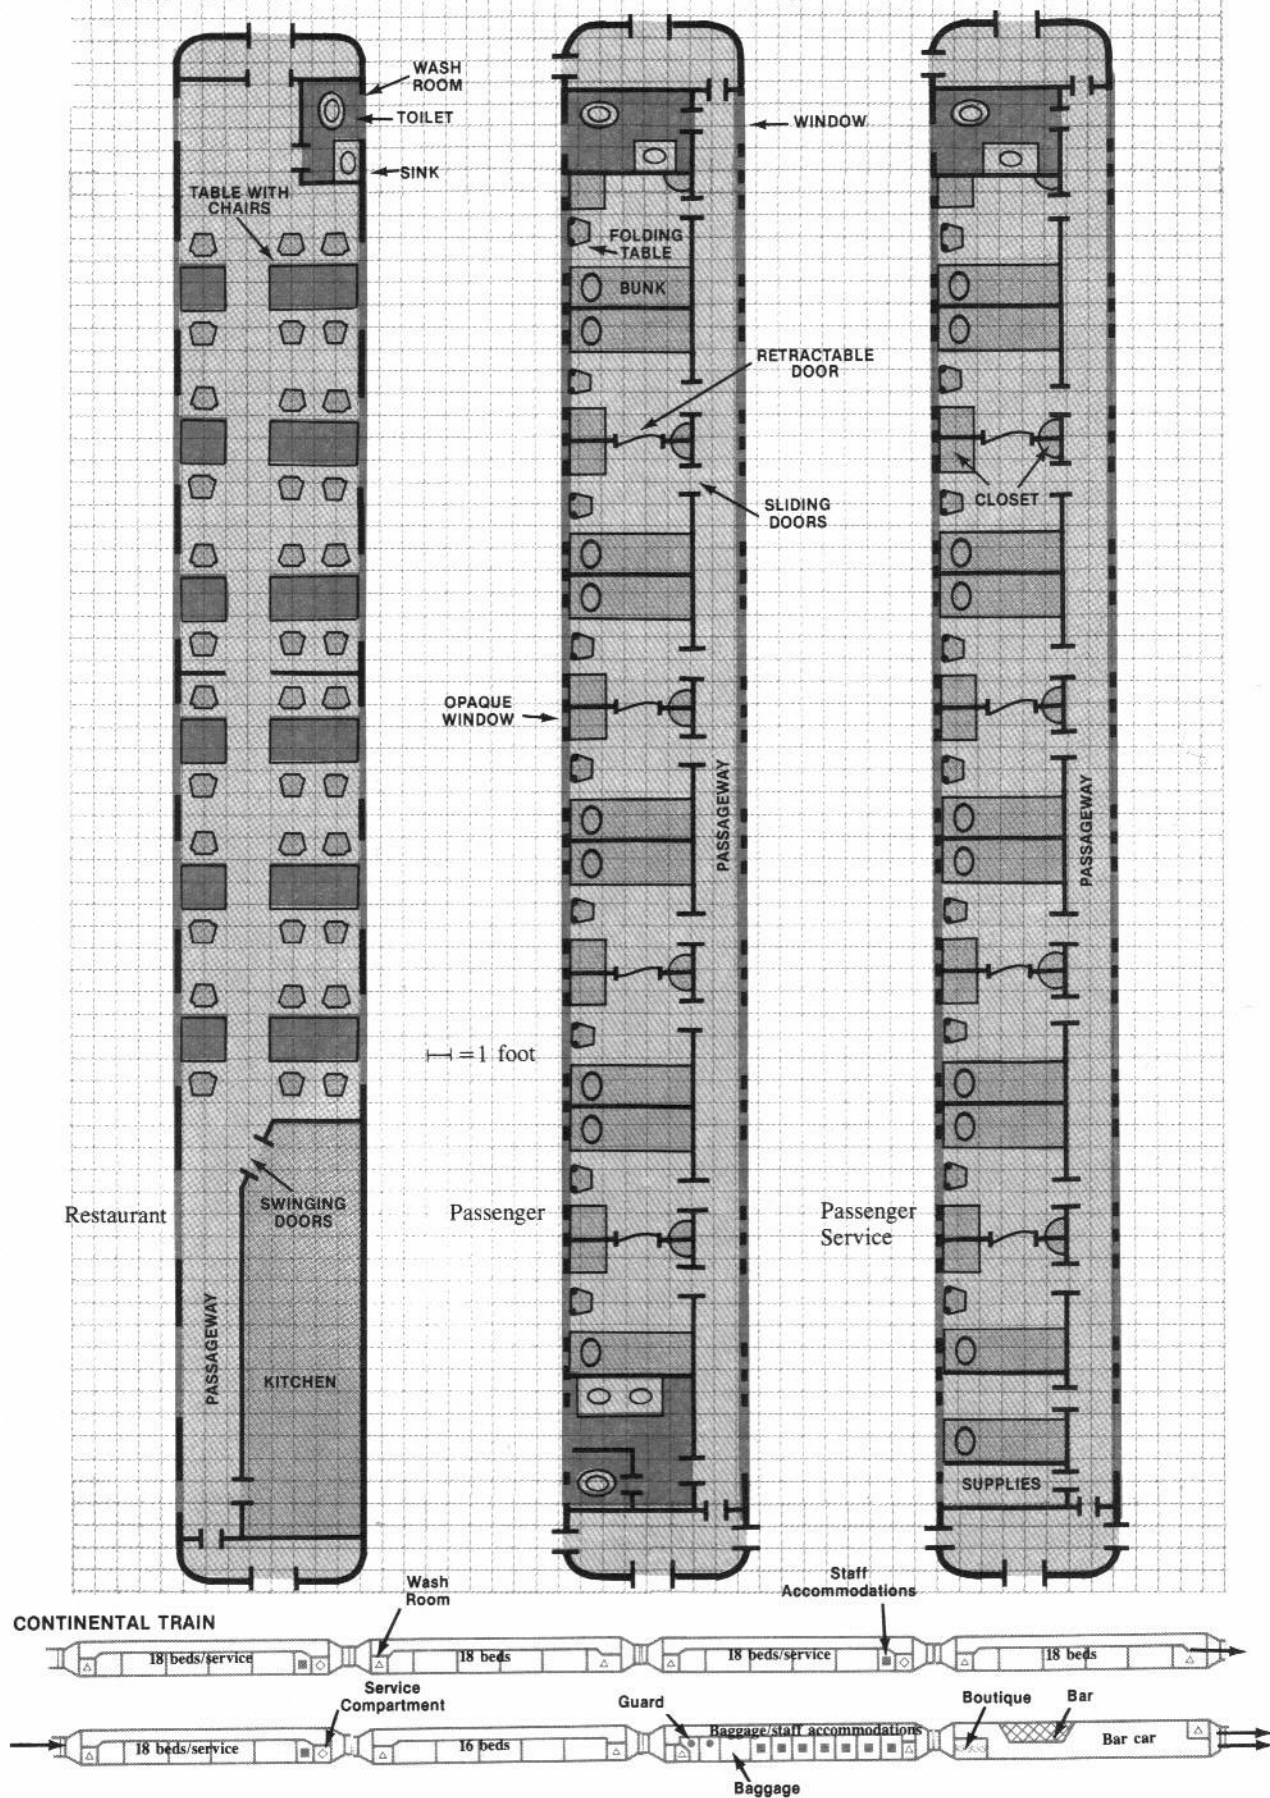 WASH
ROOM
TOILET
SINK
TABLE WITH
CHAIRS
WINDOW
FOLDING
TABLE
BUNK
RETRACTABLE
DOOR
CLOSET
SLIDING
DOORS
OPAQUE
WINDOW
PASSAGEWAY
PASSAGEWAY
=1 foot
SWINGING
DOORS
Restaurant
Passenger
Passenger
Service
PASSAGEWAY
KITCHEN
SUPPLIES
Wash
Room
Staff
Accommodations
CONTINENTAL TRAIN
18 beds/service
18 beds
18 beds/service
18 beds
Service
Compartment
Guard
Boutique
Bar
18 beds/service
16 beds
Baggage/staff accommodations
Bar car
Baggage